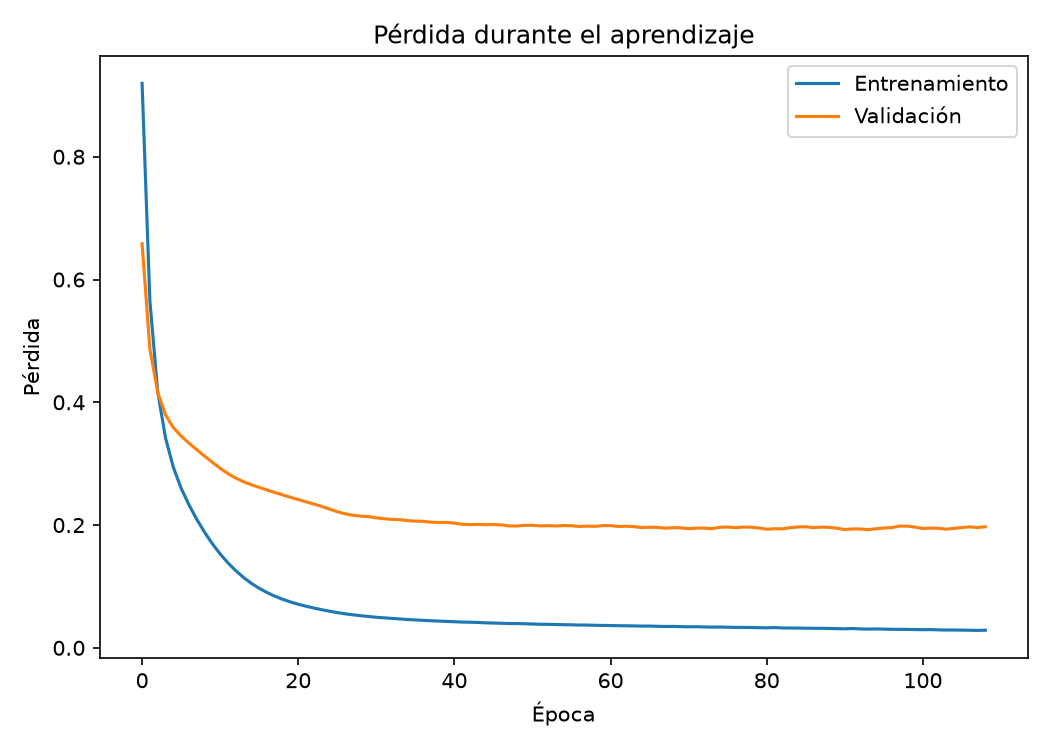 Pérdida durante el aprendizaje
Entrenamiento
Validación
Pérdida
0.8
0.6
0.4
0.2
0.0
0 20 40 60 80 100
Época